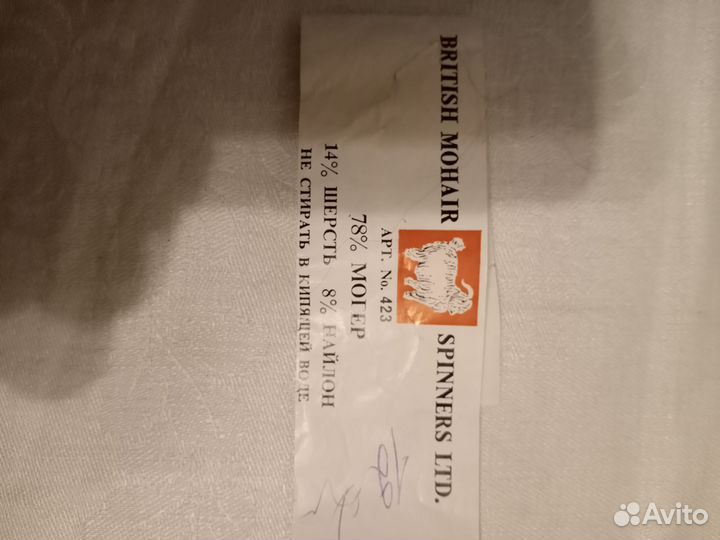 BRITISH MOHAIR SPINNERS LTD.
АРТ. No. 423
78% МОГЕР
14% ШЕРСТЬ 8% НАЙЛОН
НЕ СТИРАТЬ В КИПЯЩЕЙ ВОДЕ
Avito